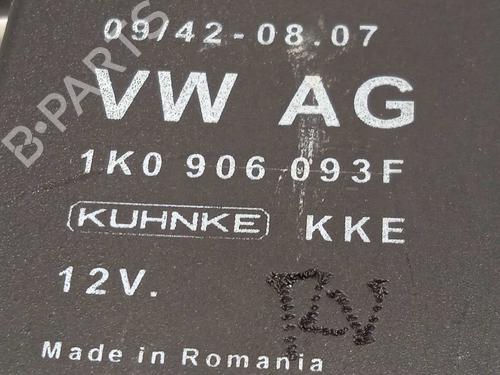 09/42-08.07
VW AG
1K0 906 093F
KUHNKE KKE
12V.
Made in Romania
B-PARTS